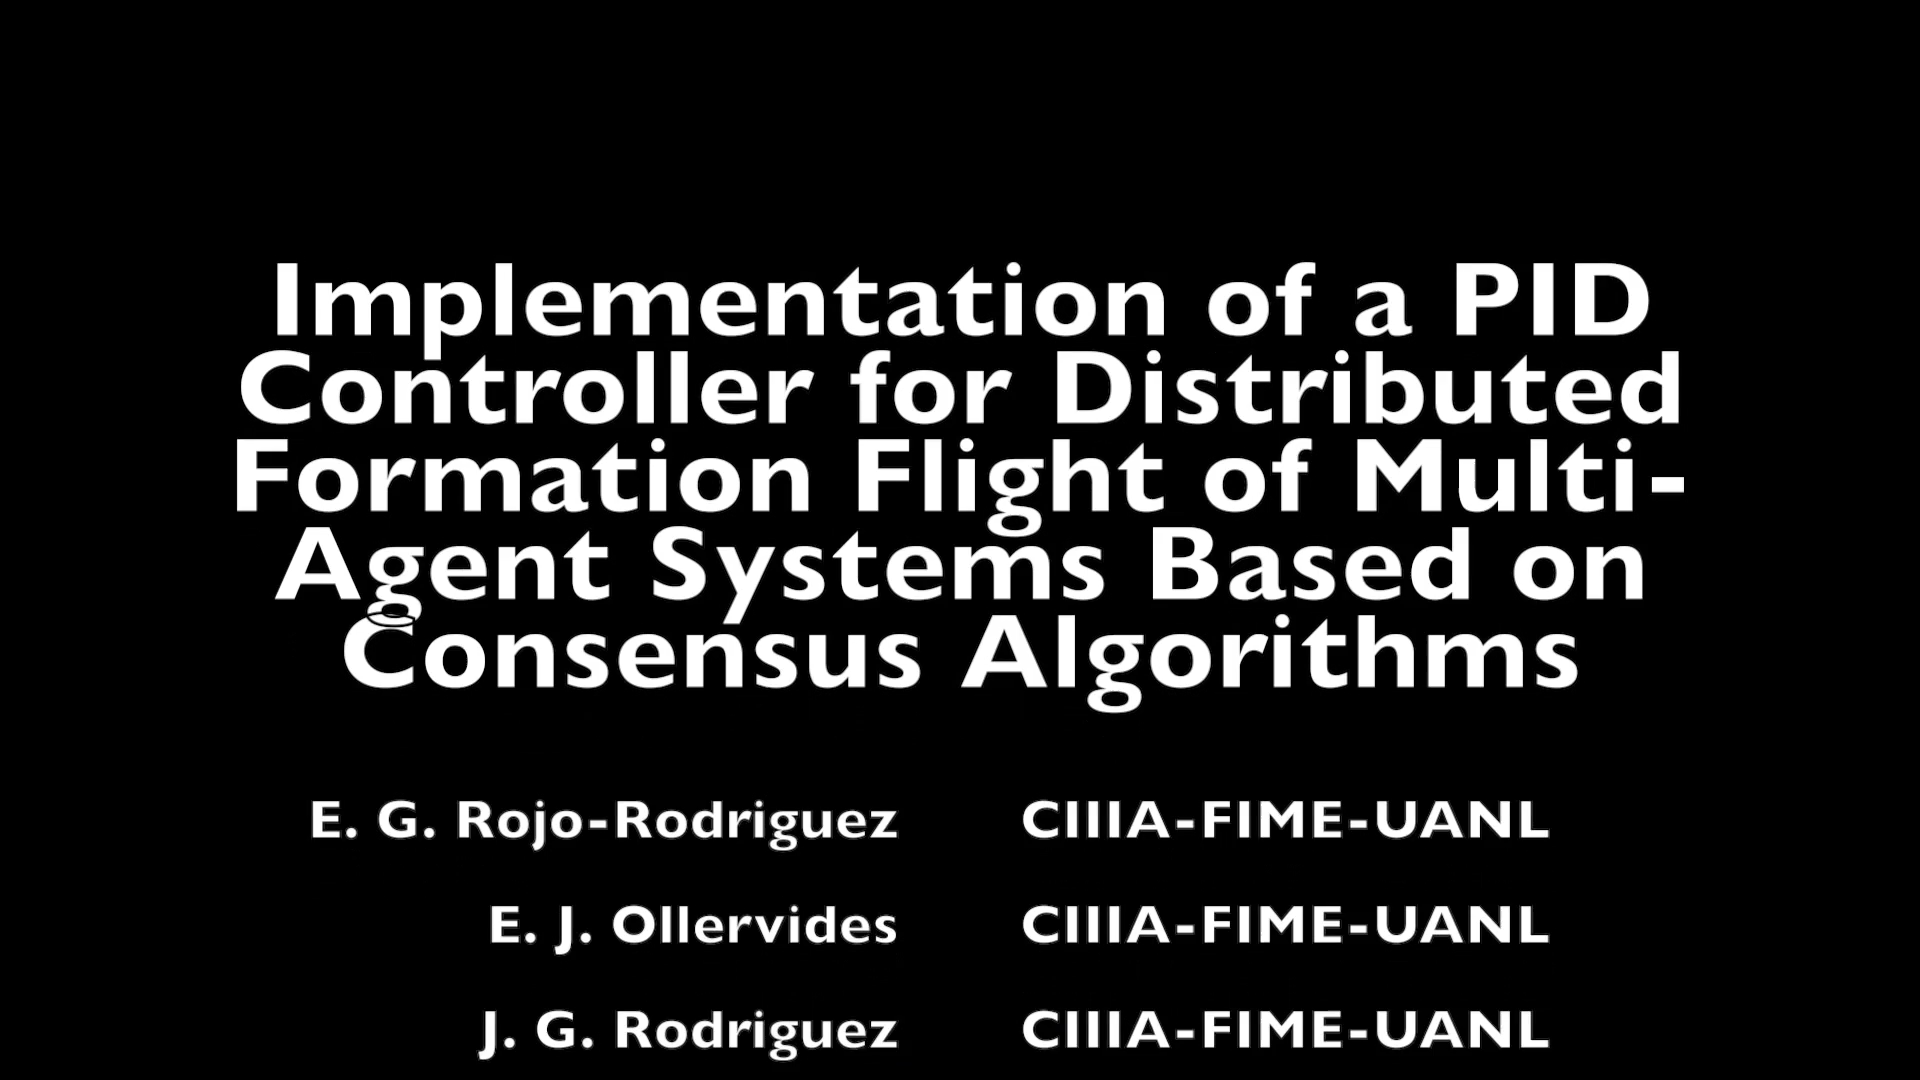 Implementation of a PID
Controller for Distributed
Formation Flight of Multi-
Agent Systems Based on
Consensus Algorithms
E. G. Rojo-Rodriguez CIIIA-FIME-UANL
E. J. Ollervides CIIIA-FIME-UANL
J. G. Rodriguez CIIIA-FIME-UANL